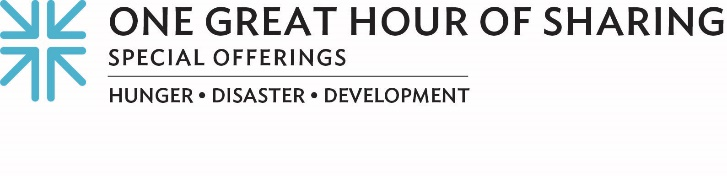 ONE GREAT HOUR OF SHARING
SPECIAL OFFERINGS
HUNGER • DISASTER • DEVELOPMENT